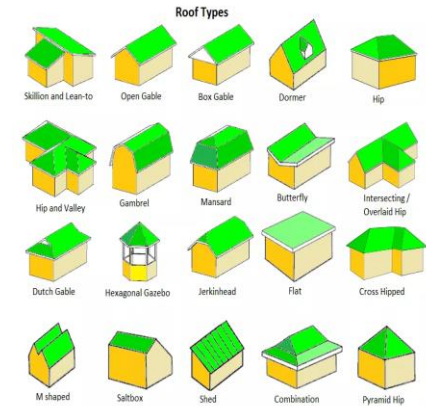 Roof Types
Skillion and Lean-to
Open Gable
Box Gable
Dormer
Hip
Hip and Valley
Gambrel
Mansard
Butterfly
Intersecting /
Overlaid Hip
Dutch Gable
Hexagonal Gazebo
Jerkinhead
Flat
Cross Hipped
M shaped
Saltbox
Shed
Combination
Pyramid Hip